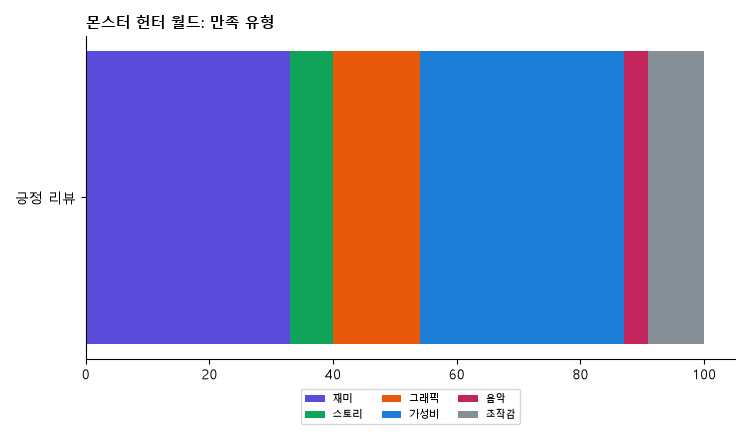 몬스터 헌터 월드: 만족 유형
긍정 리뷰
0 20 40 60 80 100
재미 그래픽 음악
스토리 가성비 조작감